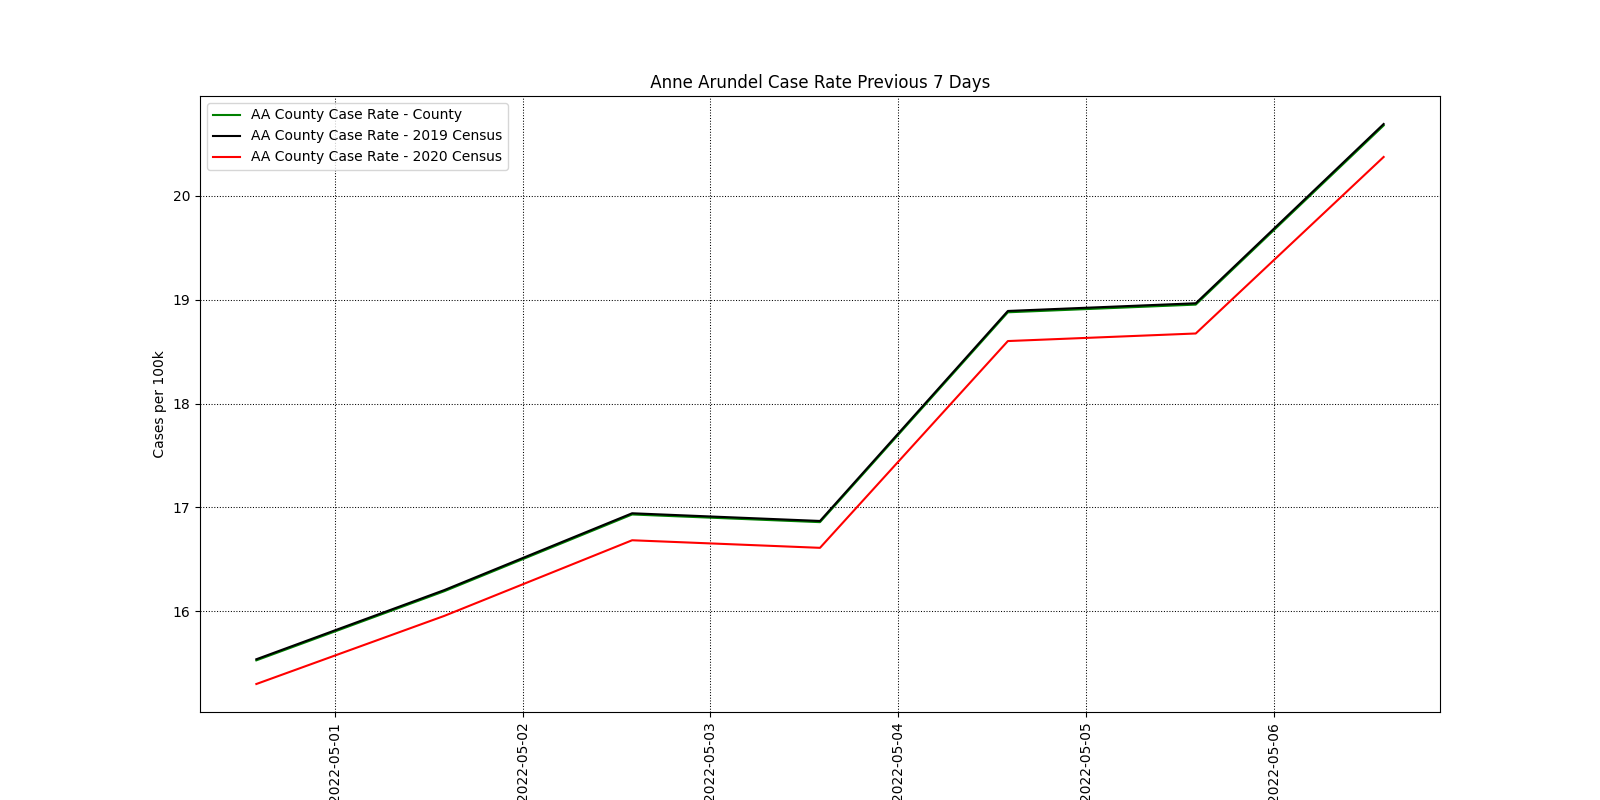 Anne Arundel Case Rate Previous 7 Days
AA County Case Rate - County
AA County Case Rate - 2019 Census
AA County Case Rate - 2020 Census
Cases per 100k
20
19
18
17
16
2022-05-01
2022-05-02
2022-05-03
2022-05-04
2022-05-05
2022-05-06